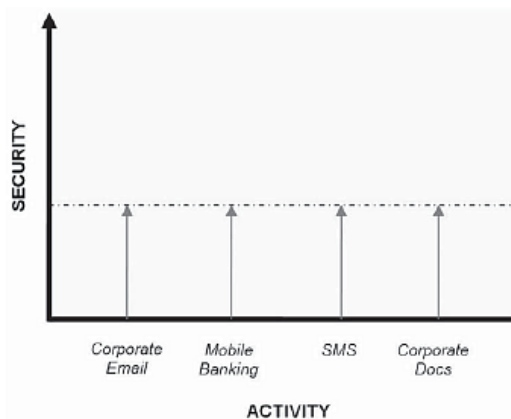 SECURITY
Corporate
Email
Mobile
Banking
SMS
Corporate
Docs
ACTIVITY